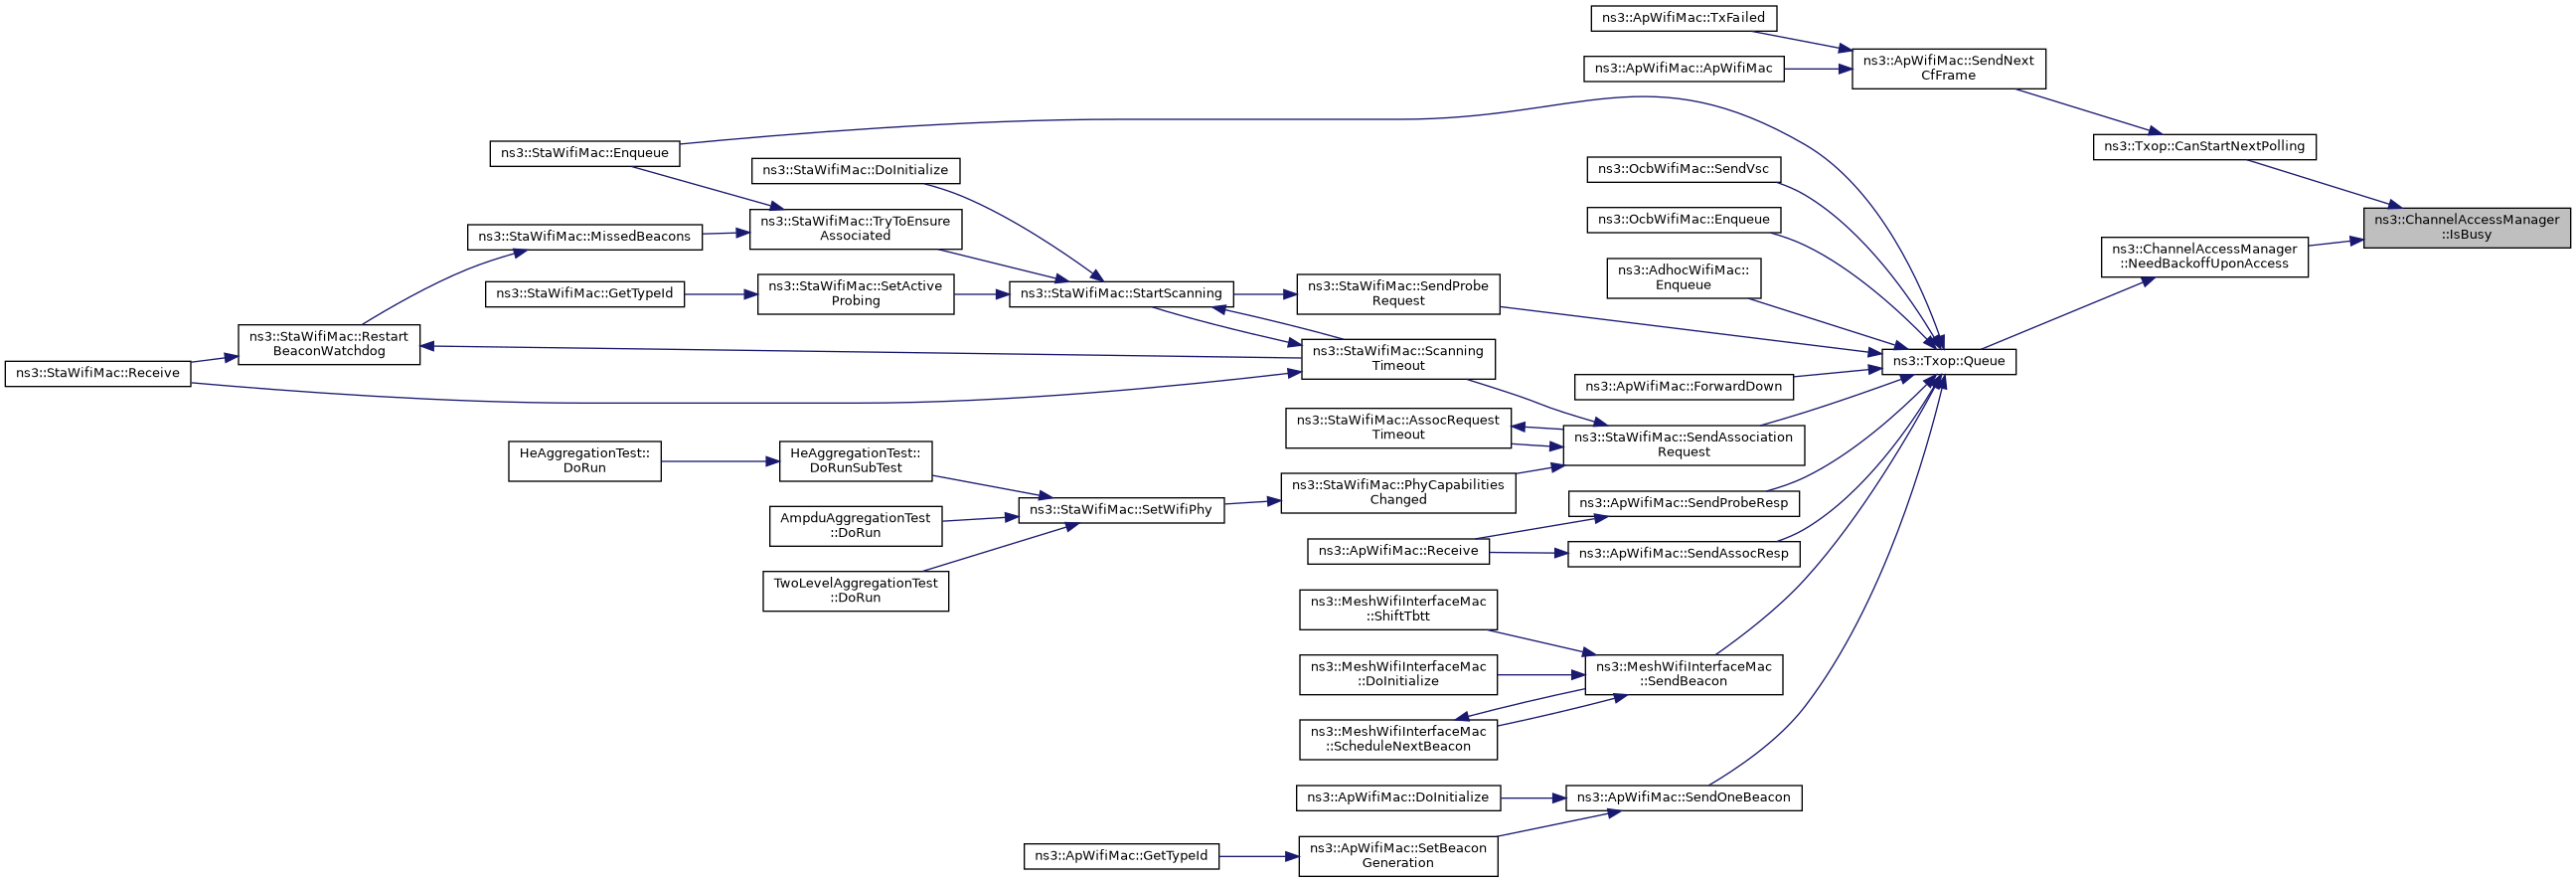 ns3::ApWifiMac::TxFailed
ns3::ApWifiMac::SendNext
CfFrame
ns3::ApWifiMac::ApWifiMac
ns3::Txop::CanStartNextPolling
ns3::StaWifiMac::Enqueue
ns3::StaWifiMac::DoInitialize
ns3::OcbWifiMac::SendVsc
ns3::StaWifiMac::TryToEnsure
Associated
ns3::OcbWifiMac::Enqueue
ns3::ChannelAccessManager
::IsBusy
ns3::StaWifiMac::MissedBeacons
ns3::ChannelAccessManager
::NeedBackoffUponAccess
ns3::AdhocWifiMac::
Enqueue
ns3::StaWifiMac::GetTypeId
ns3::StaWifiMac::SetActive
Probing
ns3::StaWifiMac::StartScanning
ns3::StaWifiMac::SendProbe
Request
ns3::StaWifiMac::Restart
BeaconWatchdog
ns3::StaWifiMac::Scanning
Timeout
ns3::Txop::Queue
ns3::StaWifiMac::Receive
ns3::ApWifiMac::ForwardDown
ns3::StaWifiMac::AssocRequest
Timeout
ns3::StaWifiMac::SendAssociation
Request
HeAggregationTest::
DoRun
HeAggregationTest::
DoRunSubTest
ns3::StaWifiMac::PhyCapabilities
Changed
ns3::StaWifiMac::SetWifiPhy
ns3::ApWifiMac::SendProbeResp
AmpduAggregationTest
::DoRun
ns3::ApWifiMac::Receive
ns3::ApWifiMac::SendAssocResp
TwoLevelAggregationTest
::DoRun
ns3::MeshWifiInterfaceMac
::ShiftTbtt
ns3::MeshWifiInterfaceMac
::DoInitialize
ns3::MeshWifiInterfaceMac
::SendBeacon
ns3::MeshWifiInterfaceMac
::ScheduleNextBeacon
ns3::ApWifiMac::DoInitialize
ns3::ApWifiMac::SendOneBeacon
ns3::ApWifiMac::GetTypeId
ns3::ApWifiMac::SetBeacon
Generation